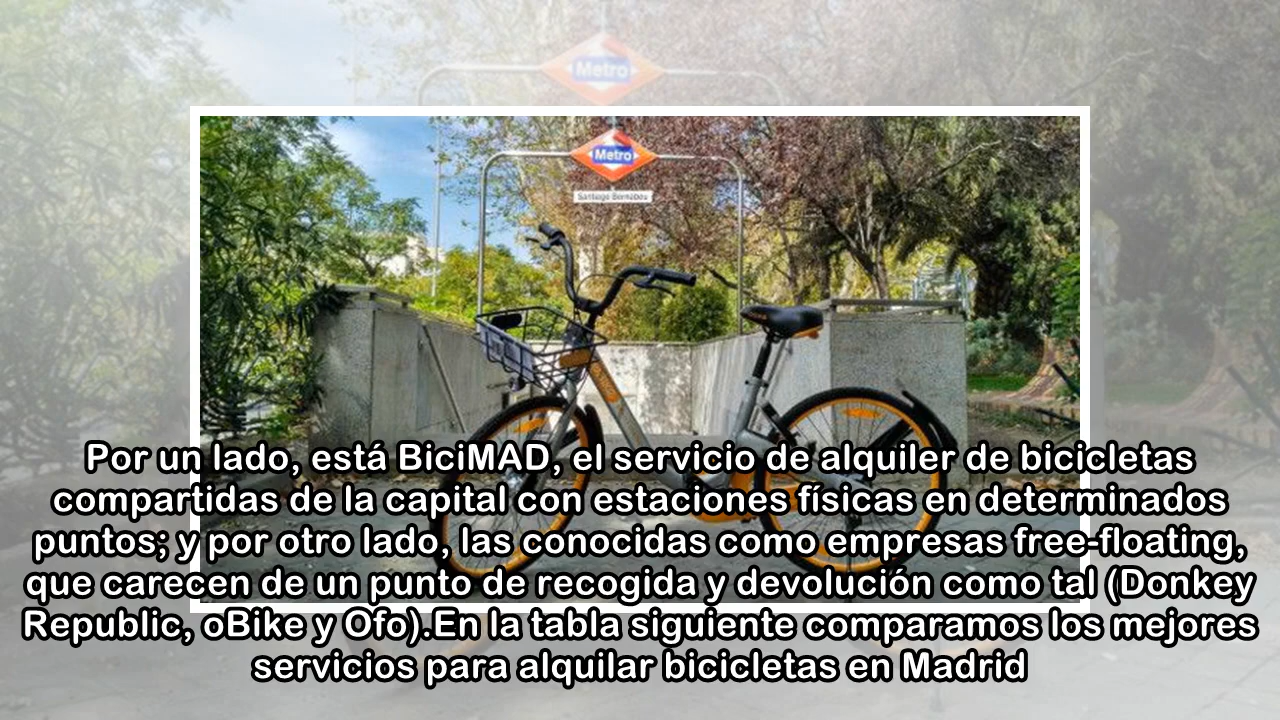 Metro
Metro
Santiago Bernabéu
Por un lado, está BiciMAD, el servicio de alquiler de bicicletas
compartidas de la capital con estaciones físicas en determinados
puntos; y por otro lado, las conocidas como empresas free-floating,
que carecen de un punto de recogida y devolución como tal (Donkey
Republic, oBike y Ofo).En la tabla siguiente comparamos los mejores
servicios para alquilar bicicletas en Madrid